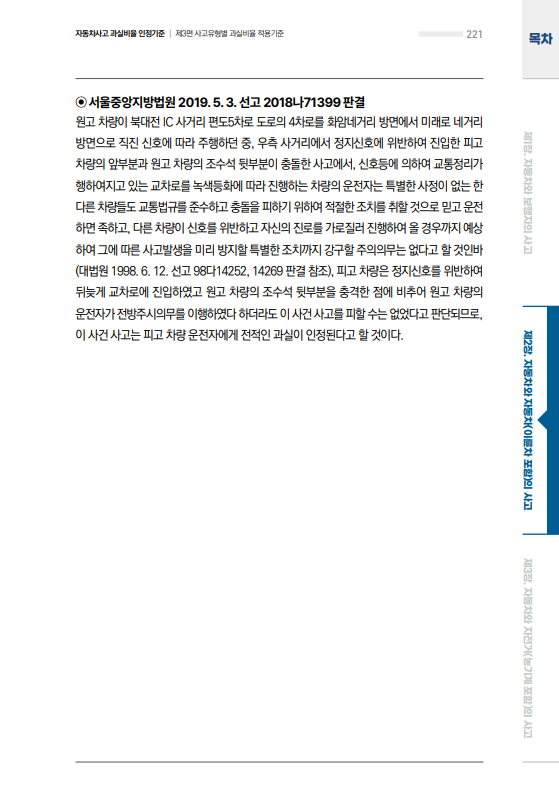 자동차사고 과실비율 인정기준 | 제3편 사고유형별 과실비율 적용기준
221
목차
◉ 서울중앙지방법원 2019. 5. 3. 선고 2018나71399 판결
원고 차량이 북대전 IC 사거리 편도5차로 도로의 4차로를 화암네거리 방면에서 미래로 네거리
방면으로 직진 신호에 따라 주행하던 중, 우측 사거리에서 정지신호에 위반하여 진입한 피고
차량의 앞부분과 원고 차량의 조수석 뒷부분이 충돌한 사고에서, 신호등에 의하여 교통정리가
행하여지고 있는 교차로를 녹색등화에 따라 진행하는 차량의 운전자는 특별한 사정이 없는 한
다른 차량들도 교통법규를 준수하고 충돌을 피하기 위하여 적절한 조치를 취할 것으로 믿고 운전
하면 족하고, 다른 차량이 신호를 위반하고 자신의 진로를 가로질러 진행하여 올 경우까지 예상
하여 그에 따른 사고발생을 미리 방지할 특별한 조치까지 강구할 주의의무는 없다고 할 것인바
(대법원 1998. 6. 12. 선고 98다14252, 14269 판결 참조), 피고 차량은 정지신호를 위반하여
뒤늦게 교차로에 진입하였고 원고 차량의 조수석 뒷부분을 충격한 점에 비추어 원고 차량의
운전자가 전방주시의무를 이행하였다 하더라도 이 사건 사고를 피할 수는 없었다고 판단되므로,
이 사건 사고는 피고 차량 운전자에게 전적인 과실이 인정된다고 할 것이다.
제1장. 자동차와 보행자의 사고
제2장. 자동차와 자동차(이륜차 포함)의 사고
제3장. 자동차와 자전거(농기계 포함)의 사고